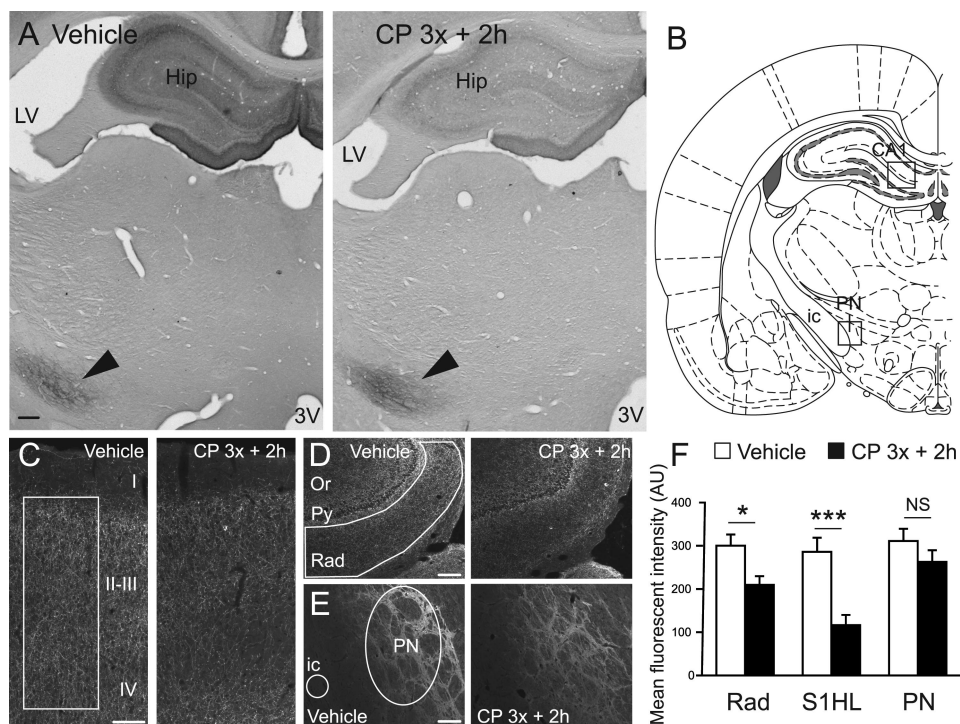 A Vehicle
Hip
LV
3V
CP 3x + 2h
Hip
LV
3V
B
CA1
PN
ic
C Vehicle
I
II-III
IV
CP 3x + 2h
D Vehicle
Or
Py
Rad
CP 3x + 2h
E
PN
ic
Vehicle
CP 3x + 2h
F
Vehicle CP 3x + 2h
Mean fluorescent intensity (AU)
400
300
200
100
0
* *** NS
Rad S1HL PN